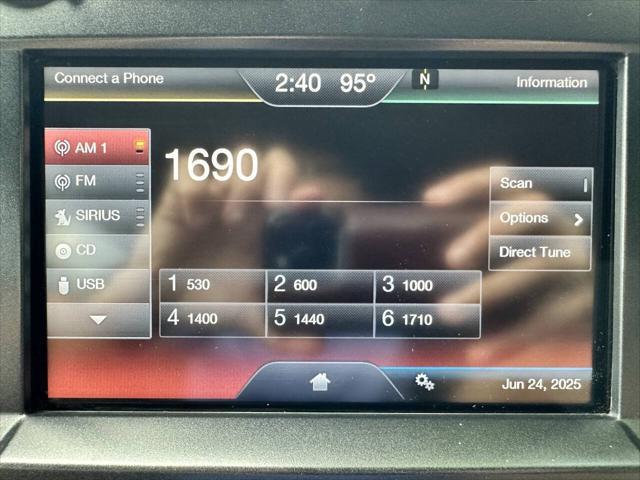 Connect a Phone
2:40 95° N
Information
AM 1
FM
SIRIUS
CD
USB
1690
Scan
Options
Direct Tune
1 530 2 600 3 1000
4 1400 5 1440 6 1710
Jun 24, 2025